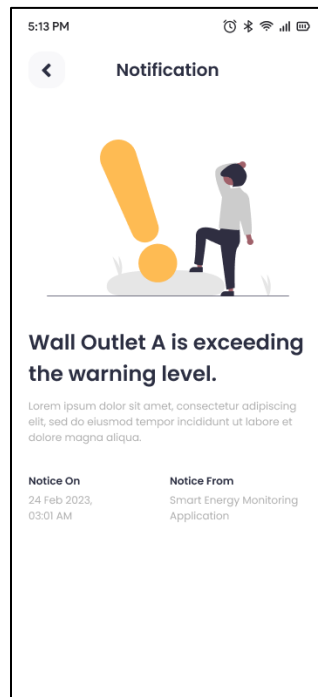 5:13 PM
Notification
Wall Outlet A is exceeding
the warning level.
Lorem ipsum dolor sit amet, consectetur adipiscing
elit, sed do eiusmod tempor incididunt ut labore et
dolore magna aliqua.
Notice On
24 Feb 2023,
03:01 AM
Notice From
Smart Energy Monitoring
Application